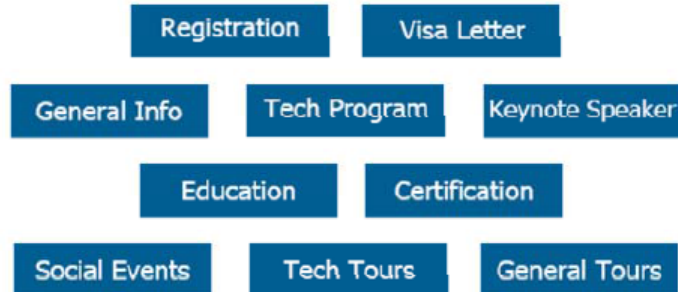 Registration Visa Letter
General Info Tech Program Keynote Speaker
Education Certification
Social Events Tech Tours General Tours